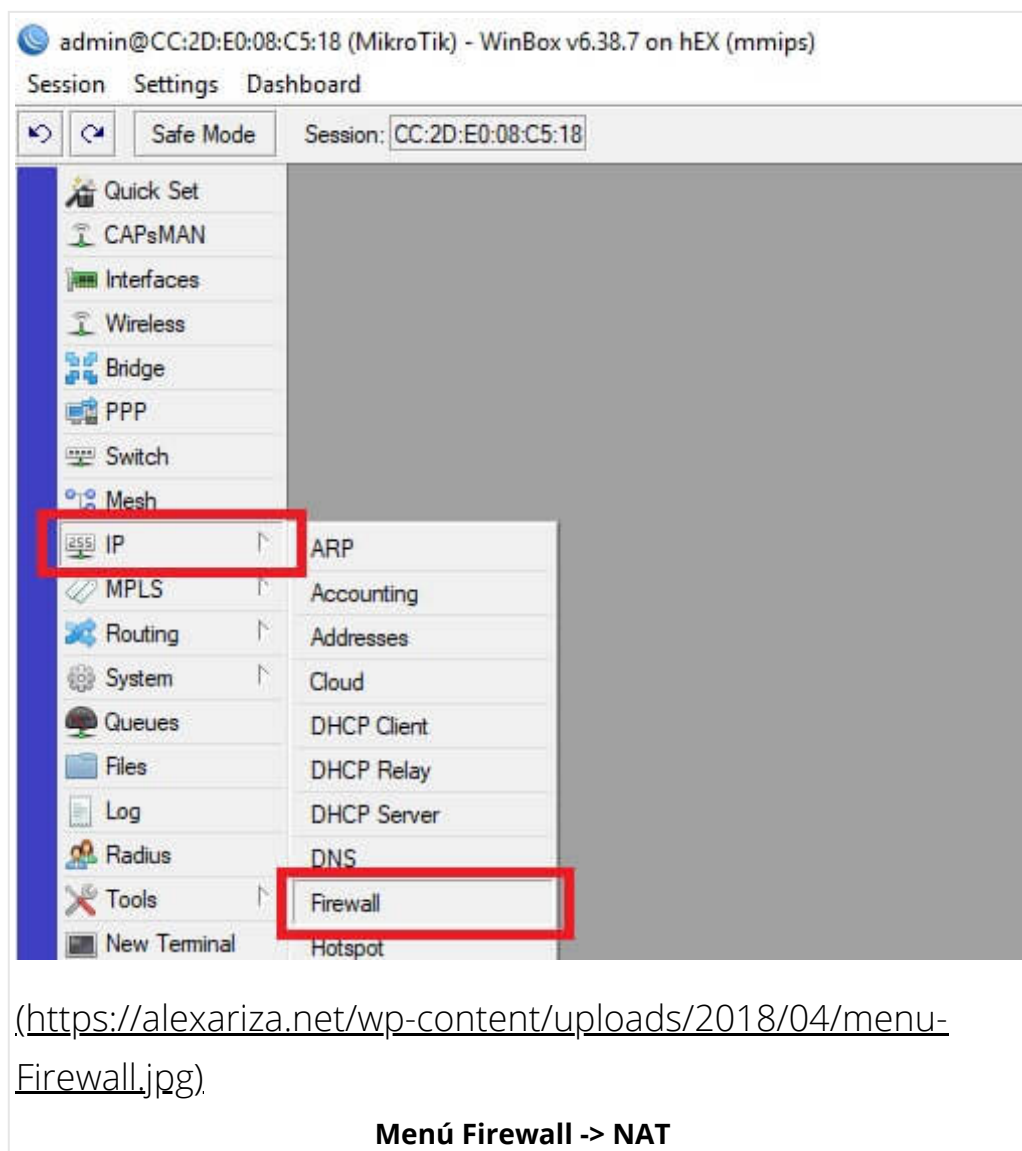 admin@CC:2D:E0:08:C5:18 (MikroTik) - WinBox v6.38.7 on hEX (mmips)
Session Settings Dashboard
Safe Mode Session: CC:2D:E0:08:C5:18
Quick Set
CAPsMAN
Interfaces
Wireless
Bridge
PPP
Switch
Mesh
IP
MPLS
Routing
System
Queues
Files
Log
Radius
Tools
New Terminal
ARP
Accounting
Addresses
Cloud
DHCP Client
DHCP Relay
DHCP Server
DNS
Firewall
Hotspot
(https://alexariza.net/wp-content/uploads/2018/04/menu-
Firewall.jpg)
Menú Firewall -> NAT